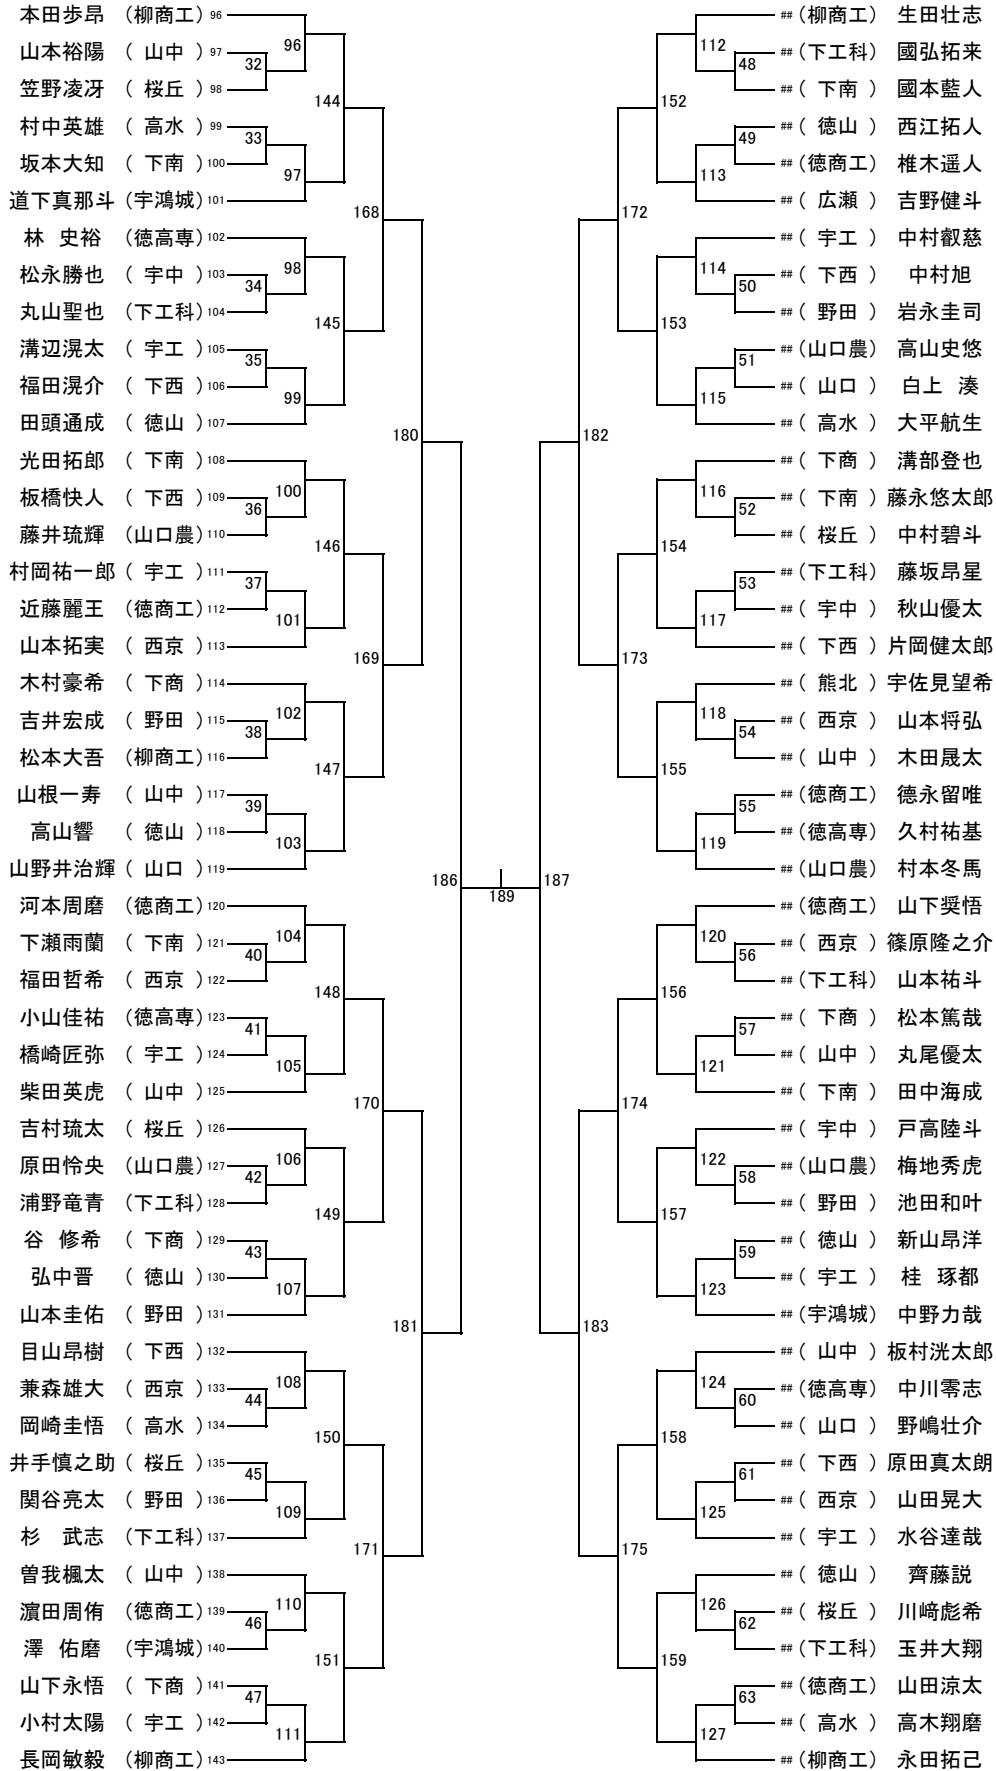 本田歩昂 (柳商工) 96
山本裕陽 ( 山中 ) 97
笠野凌冴 ( 桜丘 ) 98
村中英雄 ( 高水 ) 99
坂本大知 ( 下南 ) 100
道下真那斗 (宇鴻城) 101
林 史裕 (徳高専) 102
松永勝也 ( 宇中 ) 103
丸山聖也 (下工科) 104
溝辺滉太 ( 宇工 ) 105
福田滉介 ( 下西 ) 106
田頭通成 ( 徳山 ) 107
光田拓郎 ( 下南 ) 108
板橋快人 ( 下西 ) 109
藤井琉輝 (山口農) 110
村岡祐一郎 ( 宇工 ) 111
近藤麗王 (徳商工) 112
山本拓実 ( 西京 ) 113
木村豪希 ( 下商 ) 114
吉井宏成 ( 野田 ) 115
松本大吾 (柳商工) 116
山根一寿 ( 山中 ) 117
高山響 ( 徳山 ) 118
山野井治輝 ( 山口 ) 119
河本周磨 (徳商工) 120
下瀬雨蘭 ( 下南 ) 121
福田哲希 ( 西京 ) 122
小山佳祐 (徳高専) 123
橋崎匠弥 ( 宇工 ) 124
柴田英虎 ( 山中 ) 125
吉村琉太 ( 桜丘 ) 126
原田怜央 (山口農) 127
浦野竜青 (下工科) 128
谷 修希 ( 下商 ) 129
弘中晋 ( 徳山 ) 130
山本圭佑 ( 野田 ) 131
目山昂樹 ( 下西 ) 132
兼森雄大 ( 西京 ) 133
岡崎圭悟 ( 高水 ) 134
井手慎之助 ( 桜丘 ) 135
関谷亮太 ( 野田 ) 136
杉 武志 (下工科) 137
曽我楓太 ( 山中 ) 138
濵田周侑 (徳商工) 139
澤 佑磨 (宇鴻城) 140
山下永悟 ( 下商 ) 141
小村太陽 ( 宇工 ) 142
長岡敏毅 (柳商工) 143
32
33
34
35
36
37
38
39
40
41
42
43
44
45
46
47
96
97
98
99
100
101
102
103
104
105
106
107
108
109
110
111
144
145
146
147
148
149
150
151
168
169
170
171
180
181
186
189
187
182
183
172
173
174
175
152
153
154
155
156
157
158
159
112
113
114
115
116
117
118
119
120
121
122
123
124
125
126
127
48
49
50
51
52
53
54
55
56
57
58
59
60
61
62
63
## (柳商工) 生田壮志
## (下工科) 國弘拓来
## ( 下南 ) 國本藍人
## ( 徳山 ) 西江拓人
## (徳商工) 椎木遥人
## ( 広瀬 ) 吉野健斗
## ( 宇工 ) 中村叡慈
## ( 下西 ) 中村旭
## ( 野田 ) 岩永圭司
## (山口農) 高山史悠
## ( 山口 ) 白上 湊
## ( 高水 ) 大平航生
## ( 下商 ) 溝部登也
## ( 下南 ) 藤永悠太郎
## ( 桜丘 ) 中村碧斗
## (下工科) 藤坂昂星
## ( 宇中 ) 秋山優太
## ( 下西 ) 片岡健太郎
## ( 熊北 ) 宇佐見望希
## ( 西京 ) 山本将弘
## ( 山中 ) 木田晟太
## (徳商工) 德永留唯
## (徳高専) 久村祐基
## (山口農) 村本冬馬
## (徳商工) 山下奨悟
## ( 西京 ) 篠原隆之介
## (下工科) 山本祐斗
## ( 下商 ) 松本篤哉
## ( 山中 ) 丸尾優太
## ( 下南 ) 田中海成
## ( 宇中 ) 戸高陸斗
## (山口農) 梅地秀虎
## ( 野田 ) 池田和叶
## ( 徳山 ) 新山昂洋
## ( 宇工 ) 桂 琢都
## (宇鴻城) 中野力哉
## ( 山中 ) 板村洸太郎
## (徳高専) 中川零志
## ( 山口 ) 野嶋壮介
## ( 下西 ) 原田真太朗
## ( 西京 ) 山田晃大
## ( 宇工 ) 水谷達哉
## ( 徳山 ) 齊藤説
## ( 桜丘 ) 川﨑彪希
## (下工科) 玉井大翔
## (徳商工) 山田涼太
## ( 高水 ) 高木翔磨
## (柳商工) 永田拓己